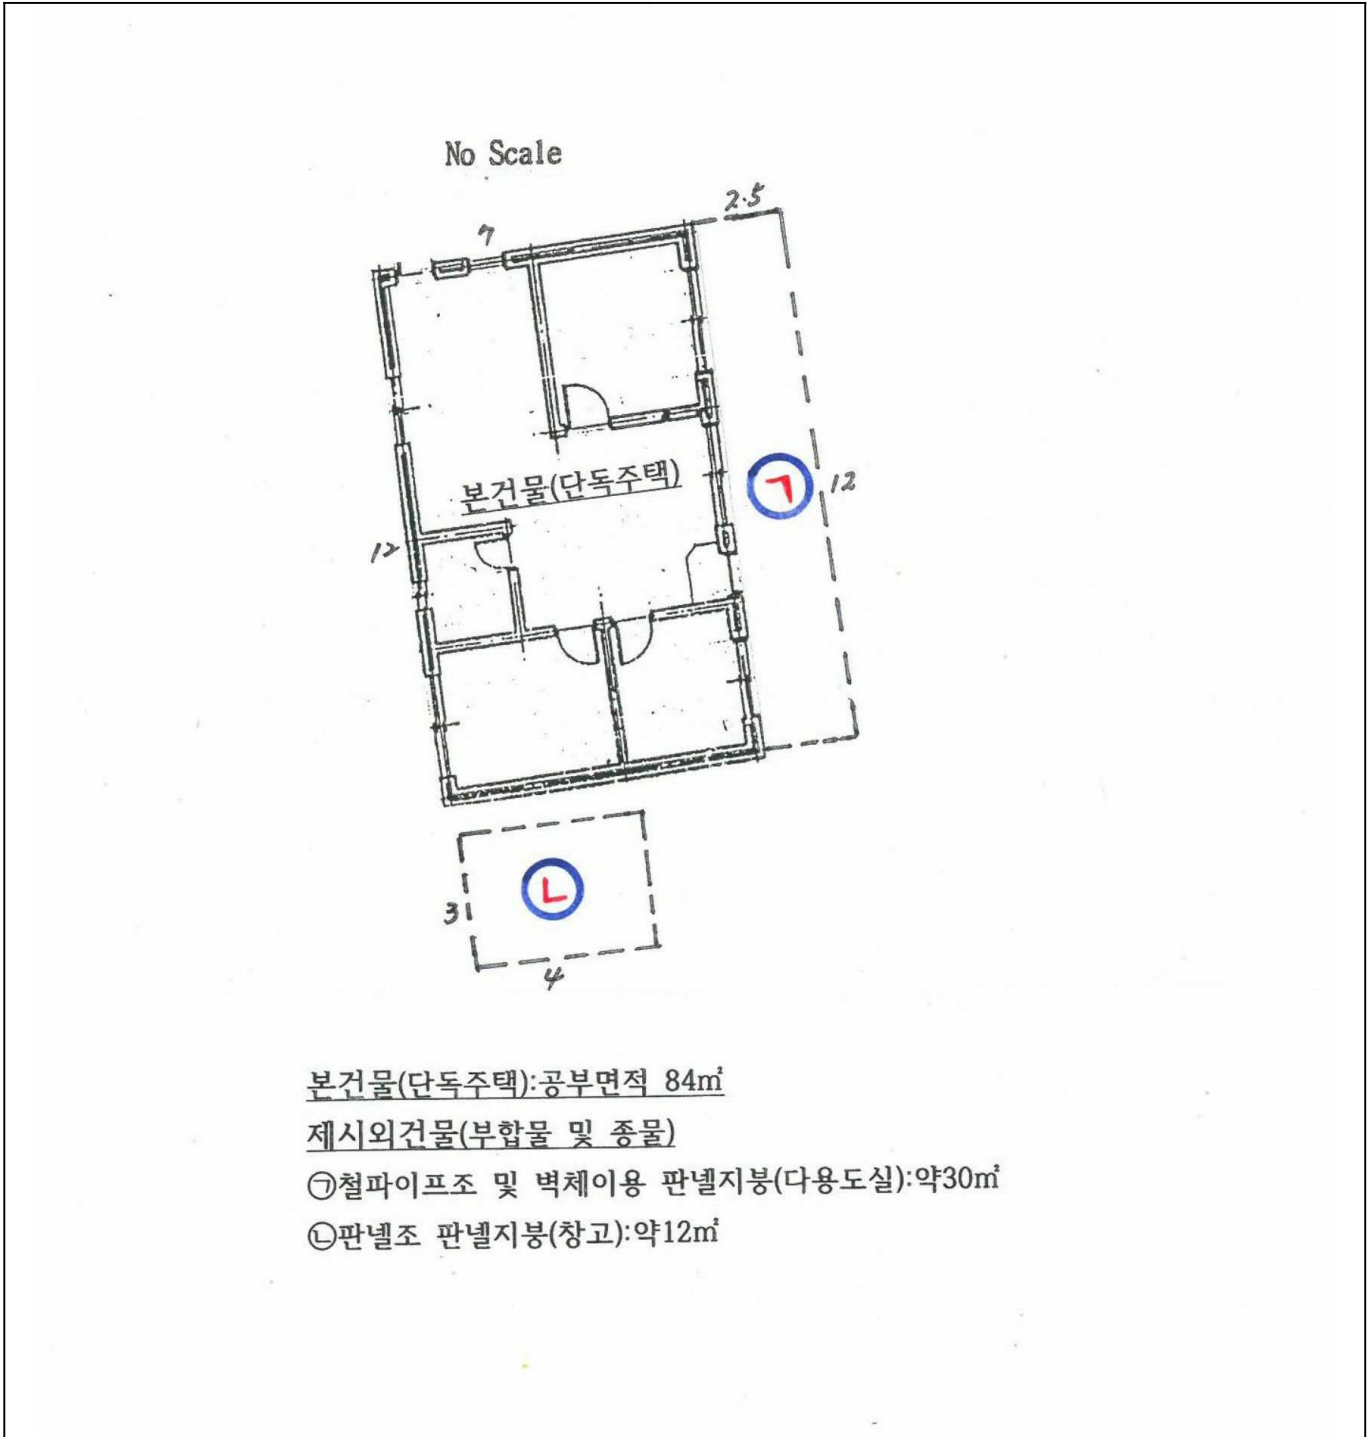 No Scale
2.5
7
본건물(단독주택)
ㄱ
12
12
ㄴ
3
4
본건물(단독주택):공부면적 84㎡
제시외건물(부합물 및 종물)
㉠철파이프조 및 벽체이용 판넬지붕(다용도실):약30㎡
㉡판넬조 판넬지붕(창고):약12㎡